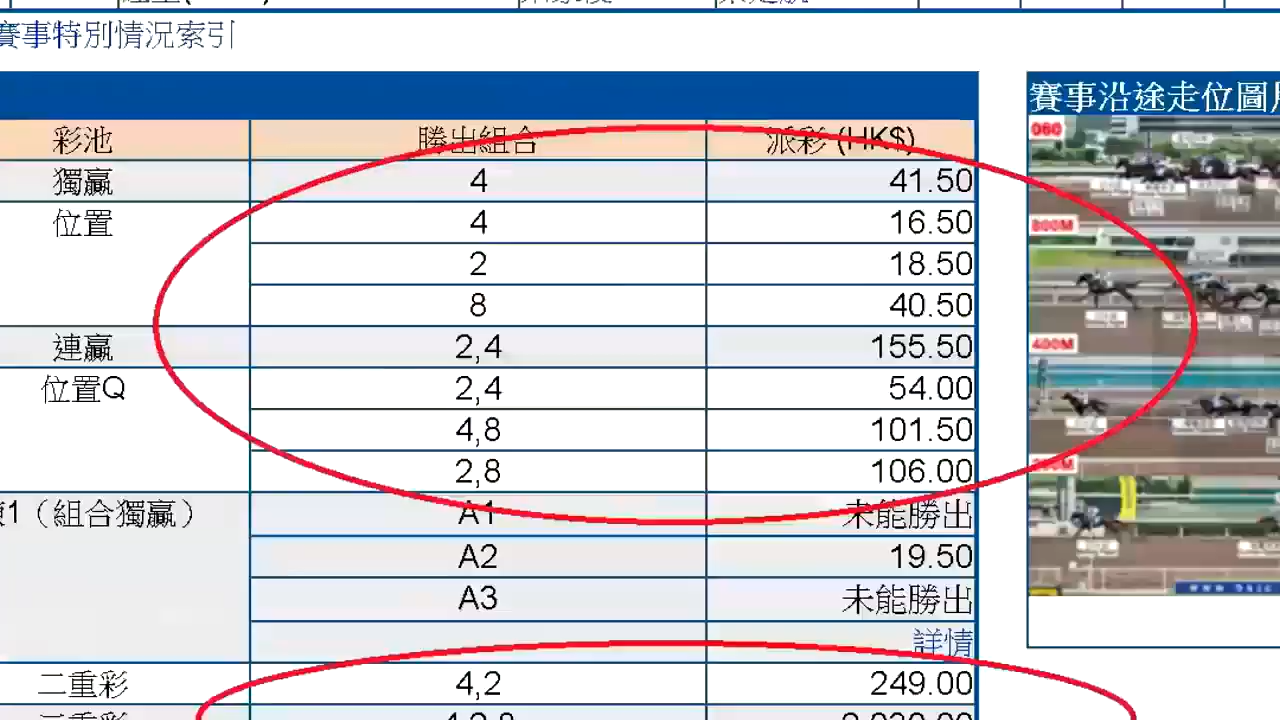 賽事特別情況索引
賽事沿途走位圖
彩池 勝出組合 派彩 (HK$)
獨贏 4 41.50
位置 4 16.50
2 18.50
8 40.50
連贏 2,4 155.50
位置Q 2,4 54.00
4,8 101.50
2,8 106.00
1（組合獨贏） A1 未能勝出
A2 19.50
A3 未能勝出
詳情
二重彩 4,2 249.00
800M
400M